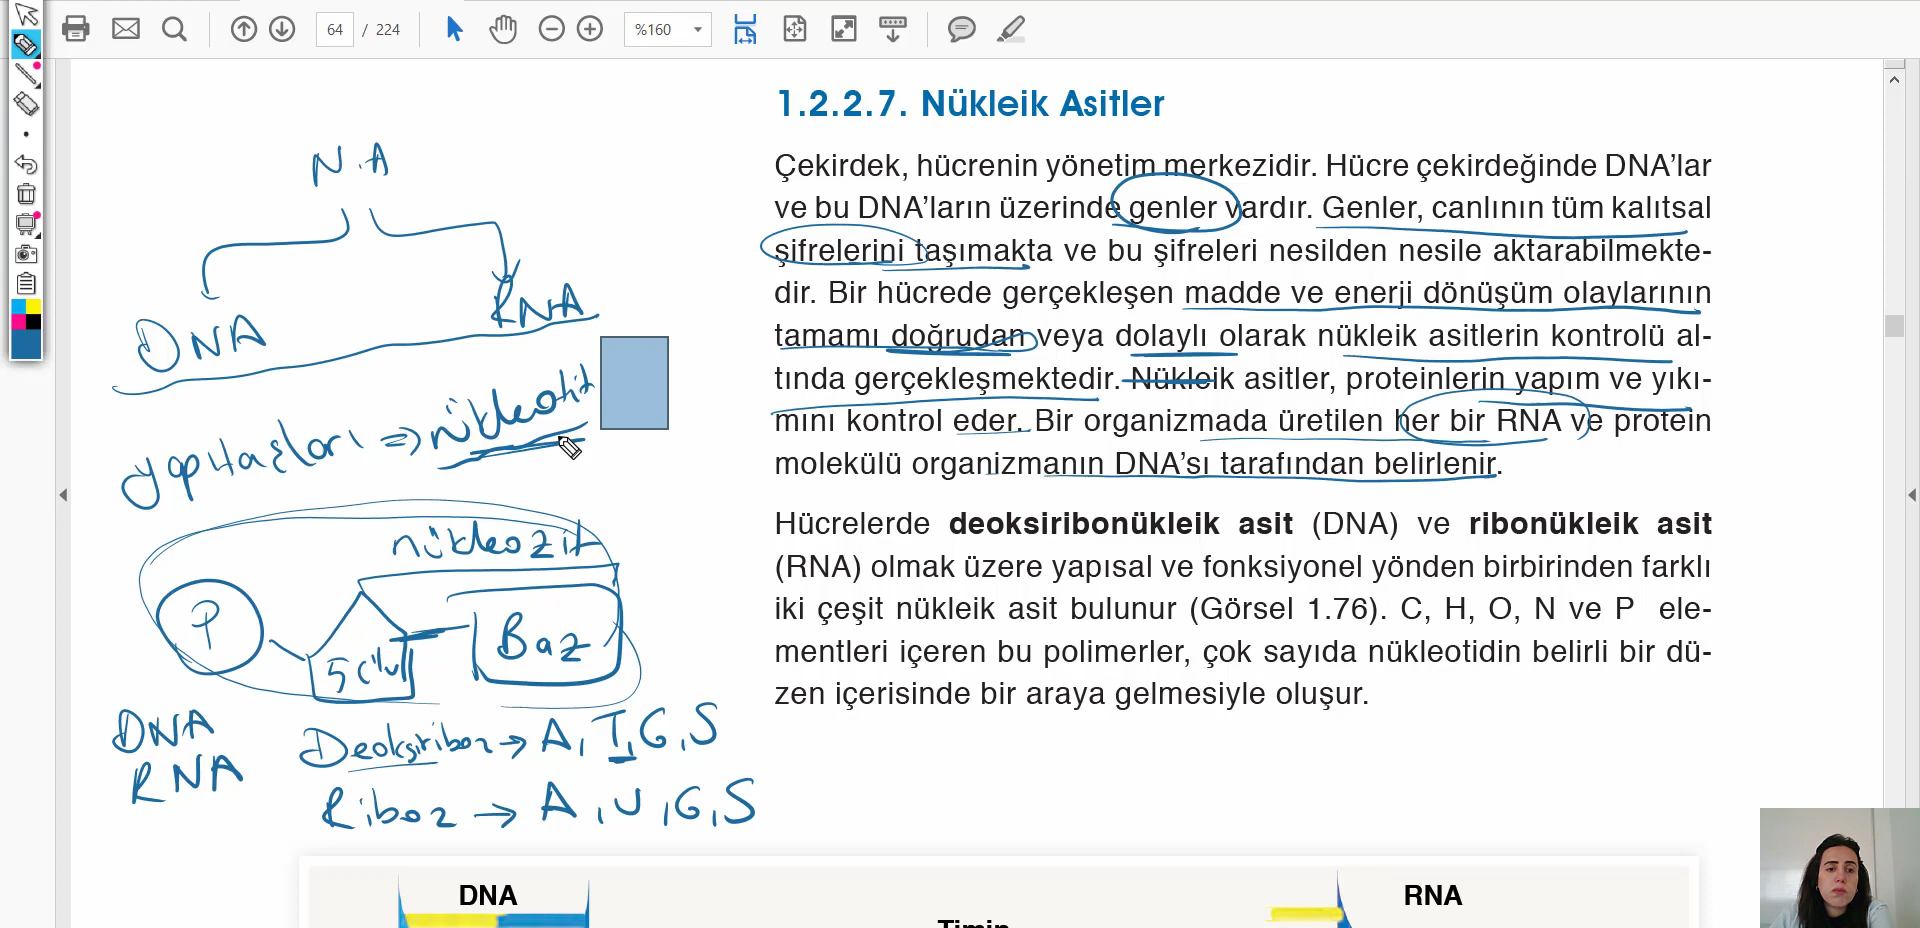 64 / 224
%160
1.2.2.7. Nükleik Asitler
Çekirdek, hücrenin yönetim merkezidir. Hücre çekirdeğinde DNA’lar
ve bu DNA’ların üzerinde genler vardır. Genler, canlının tüm kalıtsal
şifrelerini taşımakta ve bu şifreleri nesilden nesile aktarabilmekte-
dir. Bir hücrede gerçekleşen madde ve enerji dönüşüm olaylarının
tamamı doğrudan veya dolaylı olarak nükleik asitlerin kontrolü al-
tında gerçekleşmektedir. Nükleik asitler, proteinlerin yapım ve yıkı-
mını kontrol eder. Bir organizmada üretilen her bir RNA ve protein
molekülü organizmanın DNA’sı tarafından belirlenir.
Hücrelerde deoksiribonükleik asit (DNA) ve ribonükleik asit
(RNA) olmak üzere yapısal ve fonksiyonel yönden birbirinden farklı
iki çeşit nükleik asit bulunur (Görsel 1.76). C, H, O, N ve P ele-
mentleri içeren bu polimerler, çok sayıda nükleotidin belirli bir dü-
zen içerisinde bir araya gelmesiyle oluşur.
N.A
DNA
RNA
yapıtaşları ⇒ nükleotit
nükleozit
P
5C'lu
Baz
DNA Deoksiriboz → A, T, G, S
RNA Riboz → A, U, G, S
DNA
RNA
Timin